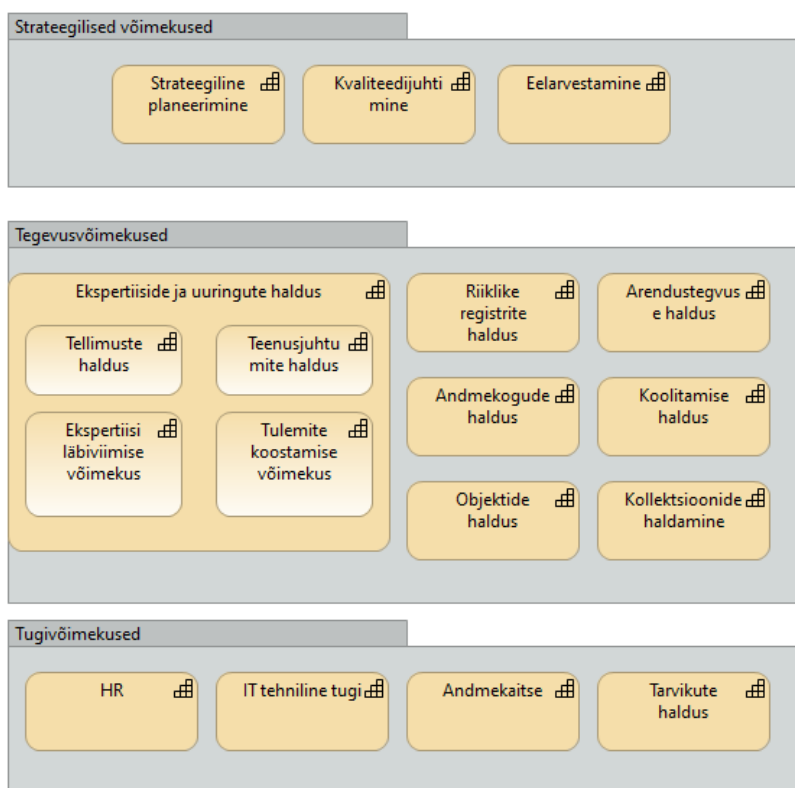 Strateegilised võimekused
Strateegiline
planeerimine
Kvaliteedijuhti
mine
Eelarvestamine
Tegevusvõimekused
Ekspertiiside ja uuringute haldus
Tellimuste
haldus
Teenusjuhtu
mite haldus
Ekspertiisi
läbiviimise
võimekus
Tulemite
koostamise
võimekus
Riiklike
registrite
haldus
Arendustegvus
e haldus
Andmekogude
haldus
Koolitamise
haldus
Objektide
haldus
Kollektsioonide
haldamine
Tugivõimekused
HR
IT tehniline tugi
Andmekaitse
Tarvikute
haldus